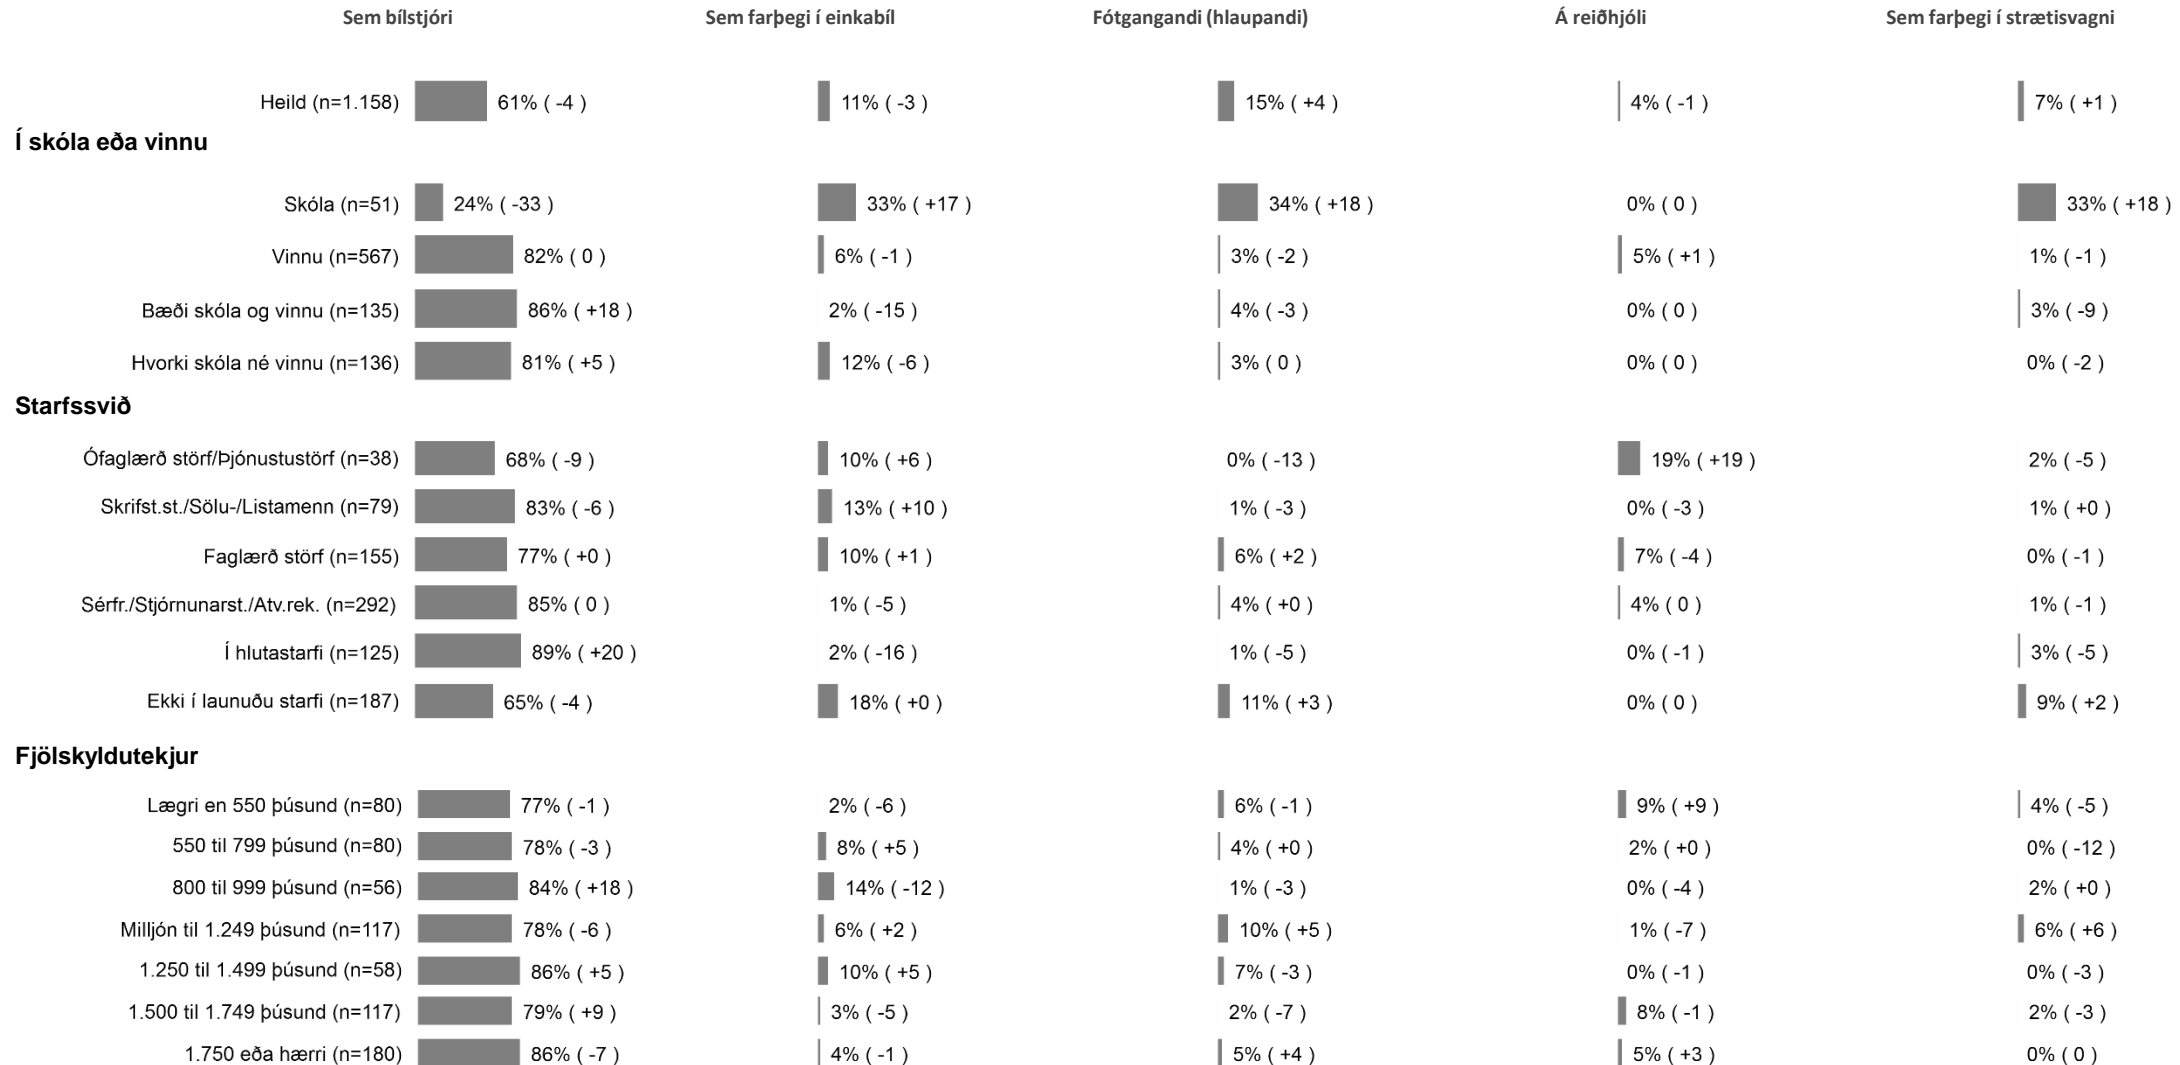 Sem bílstjóri Sem farþegi í einkabíl Fótgangandi (hlaupandi) Á reiðhjóli Sem farþegi í strætisvagni
Heild (n=1.158) 61% ( -4 ) 11% ( -3 ) 15% ( +4 ) 4% ( -1 ) 7% ( +1 )
Í skóla eða vinnu
Skóla (n=51) 24% ( -33 ) 33% ( +17 ) 34% ( +18 ) 0% ( 0 ) 33% ( +18 )
Vinnu (n=567) 82% ( 0 ) 6% ( -1 ) 3% ( -2 ) 5% ( +1 ) 1% ( -1 )
Bæði skóla og vinnu (n=135) 86% ( +18 ) 2% ( -15 ) 4% ( -3 ) 0% ( 0 ) 3% ( -9 )
Hvorki skóla né vinnu (n=136) 81% ( +5 ) 12% ( -6 ) 3% ( 0 ) 0% ( 0 ) 0% ( -2 )
Starfssvið
Ófaglærð störf/Þjónustustörf (n=38) 68% ( -9 ) 10% ( +6 ) 0% ( -13 ) 19% ( +19 ) 2% ( -5 )
Skrifst.st./Sölu-/Listamenn (n=79) 83% ( -6 ) 13% ( +10 ) 1% ( -3 ) 0% ( -3 ) 1% ( +0 )
Faglærð störf (n=155) 77% ( +0 ) 10% ( +1 ) 6% ( +2 ) 7% ( -4 ) 0% ( -1 )
Sérfr./Stjórnunarst./Atv.rek. (n=292) 85% ( 0 ) 1% ( -5 ) 4% ( +0 ) 4% ( 0 ) 1% ( -1 )
Í hlutastarfi (n=125) 89% ( +20 ) 2% ( -16 ) 1% ( -5 ) 0% ( -1 ) 3% ( -5 )
Ekki í launuðu starfi (n=187) 65% ( -4 ) 18% ( +0 ) 11% ( +3 ) 0% ( 0 ) 9% ( +2 )
Fjölskyldutekjur
Lægri en 550 þúsund (n=80) 77% ( -1 ) 2% ( -6 ) 6% ( -1 ) 9% ( +9 ) 4% ( -5 )
550 til 799 þúsund (n=80) 78% ( -3 ) 8% ( +5 ) 4% ( +0 ) 2% ( +0 ) 0% ( -12 )
800 til 999 þúsund (n=56) 84% ( +18 ) 14% ( -12 ) 1% ( -3 ) 0% ( -4 ) 2% ( +0 )
Milljón til 1.249 þúsund (n=117) 78% ( -6 ) 6% ( +2 ) 10% ( +5 ) 1% ( -7 ) 6% ( +6 )
1.250 til 1.499 þúsund (n=58) 86% ( +5 ) 10% ( +5 ) 7% ( -3 ) 0% ( -1 ) 0% ( -3 )
1.500 til 1.749 þúsund (n=117) 79% ( +9 ) 3% ( -5 ) 2% ( -7 ) 8% ( -1 ) 2% ( -3 )
1.750 eða hærri (n=180) 86% ( -7 ) 4% ( -1 ) 5% ( +4 ) 5% ( +3 ) 0% ( 0 )